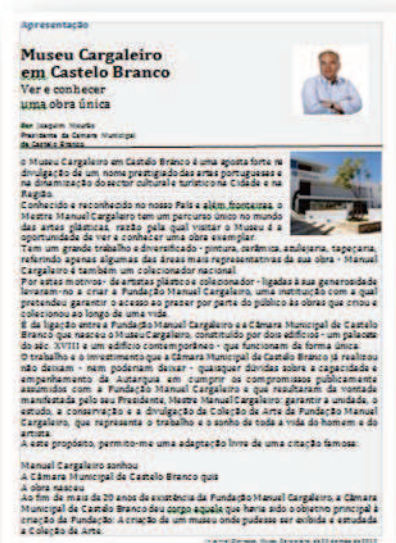 Apresentação
Museu Cargaleiro
em Castelo Branco
Ver e conhecer
uma obra única
Por Joaquim Mourão
Presidente da Câmara Municipal
de Castelo Branco
O Museu Cargaleiro em Castelo Branco é uma aposta forte na
divulgação de um nome prestigiado das artes portuguesas e
na dinamização do sector cultural e turístico na Cidade e na
Região.
Conhecido e reconhecido no nosso País e além fronteiras, o
Mestre Manuel Cargaleiro tem um percurso único no mundo
das artes plásticas, razão pela qual visitar o Museu é a
oportunidade de ver e conhecer uma obra exemplar.
Tem um grande trabalho e diversificado - pintura, cerâmica, azulejaria, tapeçaria,
referindo apenas algumas das áreas mais representativas da sua obra - Manuel
Cargaleiro é também um colecionador nacional.
Por estes motivos - de artista plástico e colecionador - ligadas à sua generosidade
levaram-no a criar a Fundação Manuel Cargaleiro, uma instituição com a qual
pretendeu garantir o acesso ao prazer por parte do público às obras que criou e
colecionou ao longo de uma vida.
É da ligação entre a Fundação Manuel Cargaleiro e a Câmara Municipal de Castelo
Branco que nasceu o Museu Cargaleiro, constituído por dois edifícios - um palacete
do séc. XVIII e um edifício contemporâneo - que funcionam de forma única.
O trabalho e o investimento que a Câmara Municipal de Castelo Branco já realizou
não deixam - nem poderiam deixar - quaisquer dúvidas sobre a capacidade e
empenhamento da Autarquia em cumprir os compromissos publicamente
assumidos com a Fundação Manuel Cargaleiro e que resultaram da vontade
manifestada pelo seu Presidente, Mestre Manuel Cargaleiro: garantir a unidade, o
estudo, a conservação e a divulgação da Coleção de Arte da Fundação Manuel
Cargaleiro, que representa o trabalho e o sonho de toda a vida do homem e do
artista.
A este propósito, permito-me uma adaptação livre de uma citação famosa:
Manuel Cargaleiro sonhou
A Câmara Municipal de Castelo Branco quis
A obra nasceu
Ao fim de mais de 20 anos de existência da Fundação Manuel Cargaleiro, a Câmara
Municipal de Castelo Branco deu corpo aquele que havia sido o objetivo principal à
criação da Fundação: A criação de um museu onde pudesse ser exibida e estudada
a Coleção de Arte.